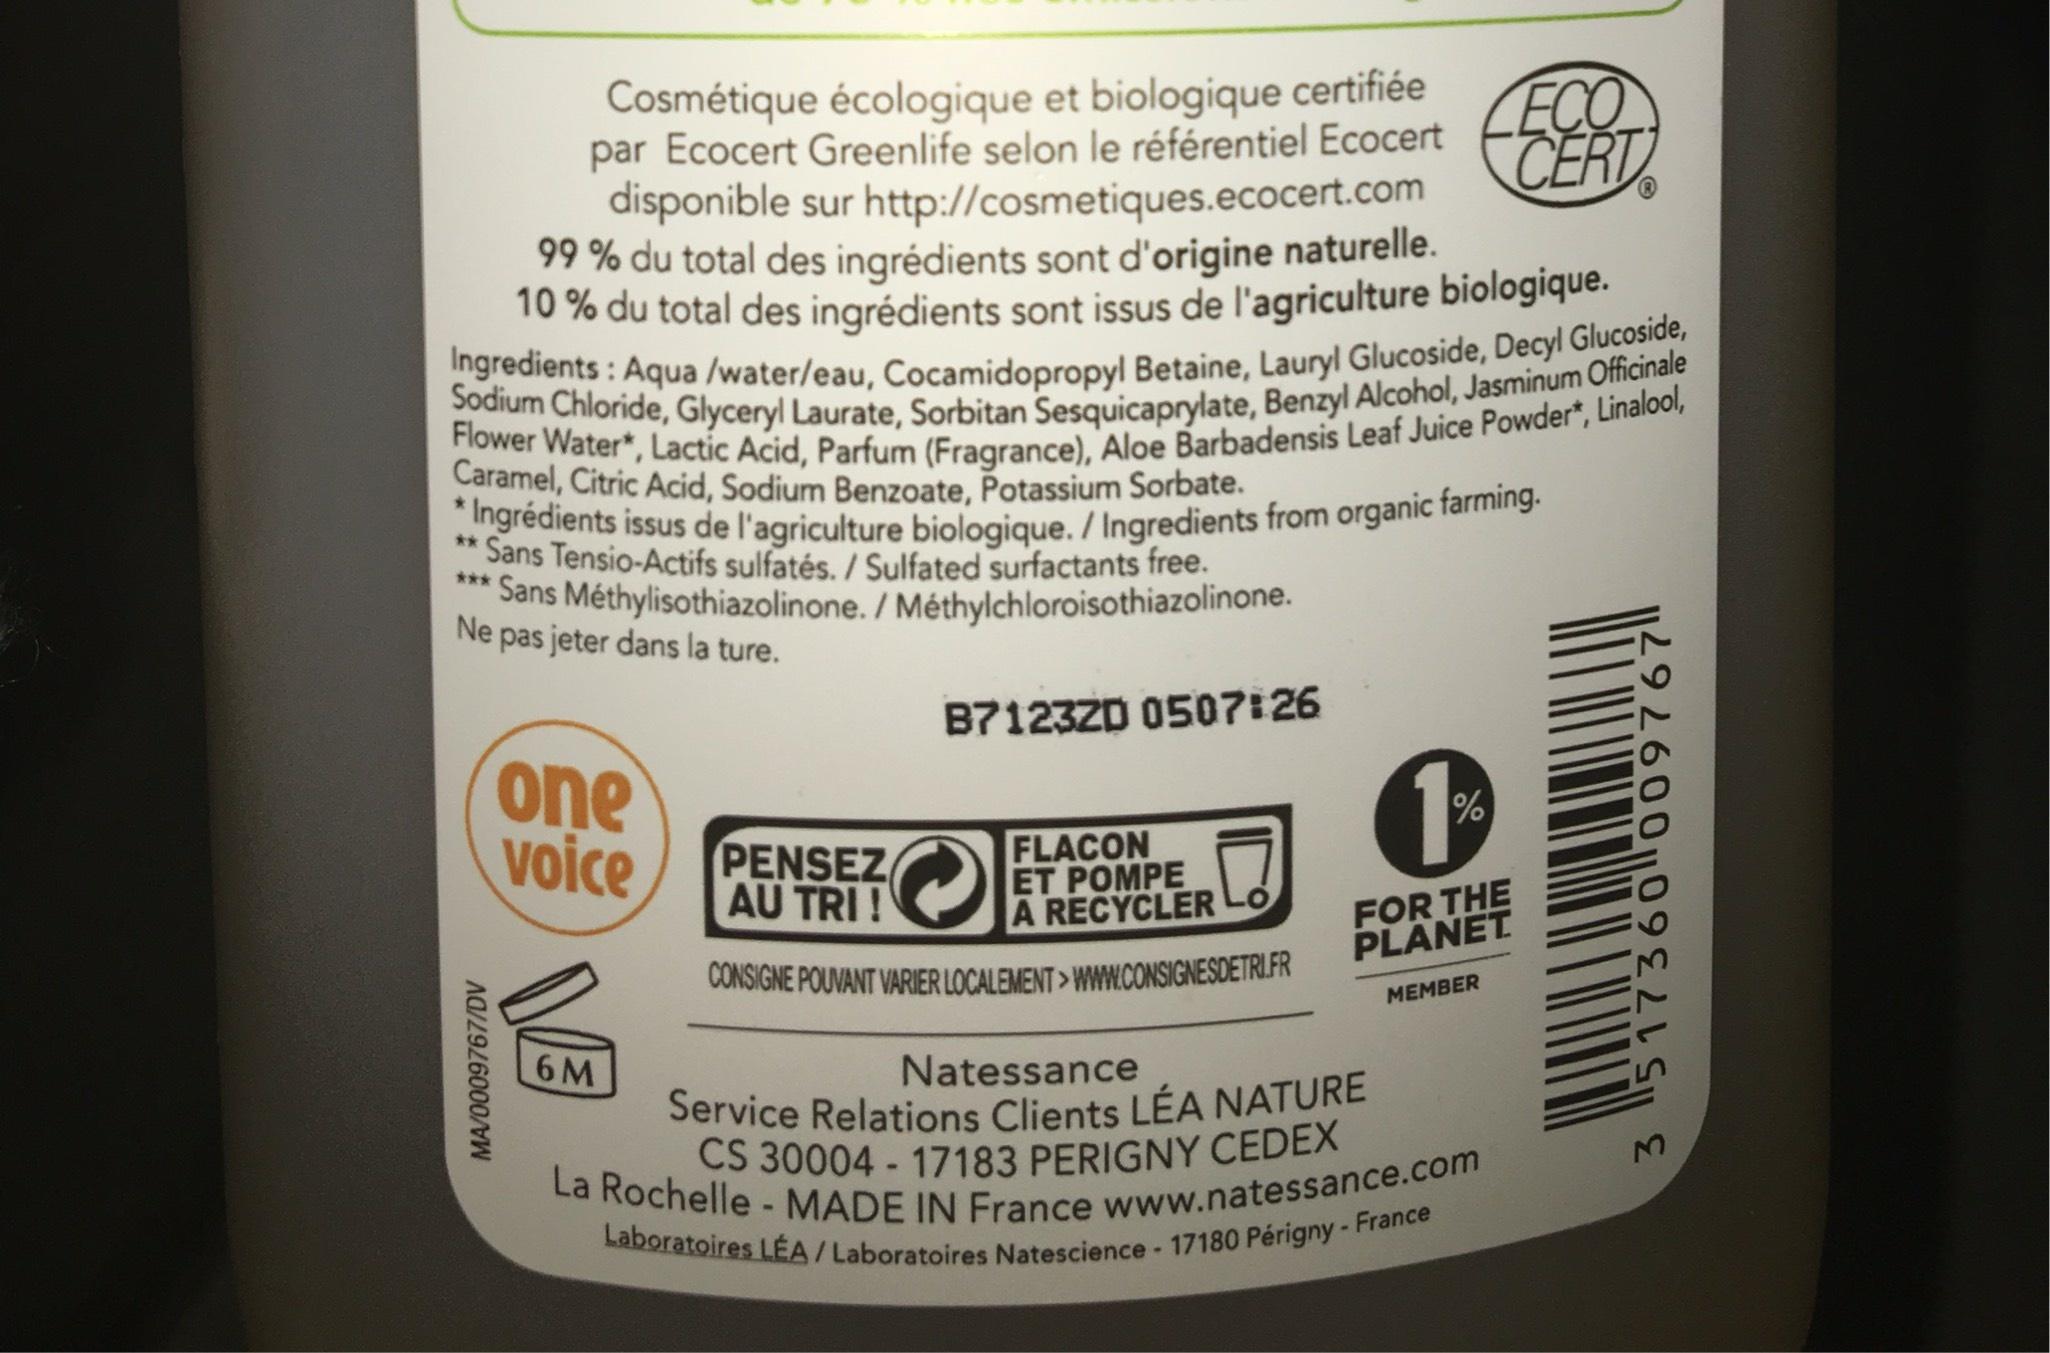 Cosmétique écologique et biologique certifiée
par Ecocert Greenlife selon le référentiel Ecocert
disponible sur http://cosmetiques.ecocert.com
ECO
CERT
®
99 % du total des ingrédients sont d'origine naturelle.
10 % du total des ingrédients sont issus de l'agriculture biologique.
Ingredients : Aqua /water/eau, Cocamidopropyl Betaine, Lauryl Glucoside, Decyl Glucoside,
Sodium Chloride, Glyceryl Laurate, Sorbitan Sesquicaprylate, Benzyl Alcohol, Jasminum Officinale
Flower Water*, Lactic Acid, Parfum (Fragrance), Aloe Barbadensis Leaf Juice Powder*, Linalool,
Caramel, Citric Acid, Sodium Benzoate, Potassium Sorbate.
* Ingrédients issus de l'agriculture biologique. / Ingredients from organic farming.
** Sans Tensio-Actifs sulfatés. / Sulfated surfactants free.
*** Sans Méthylisothiazolinone. / Méthylchloroisothiazolinone.
Ne pas jeter dans la ture.
B7123ZD 0507:26
one
voice
PENSEZ
AU TRI !
FLACON
ET POMPE
À RECYCLER
CONSIGNE POUVANT VARIER LOCALEMENT > WWW.CONSIGNESDETRI.FR
1%
FOR THE
PLANET
MEMBER
3 517360 009767
MA/0009767/DV
6M
Natessance
Service Relations Clients LÉA NATURE
CS 30004 - 17183 PERIGNY CEDEX
La Rochelle - MADE IN France www.natessance.com
Laboratoires LÉA / Laboratoires Natescience - 17180 Périgny - France